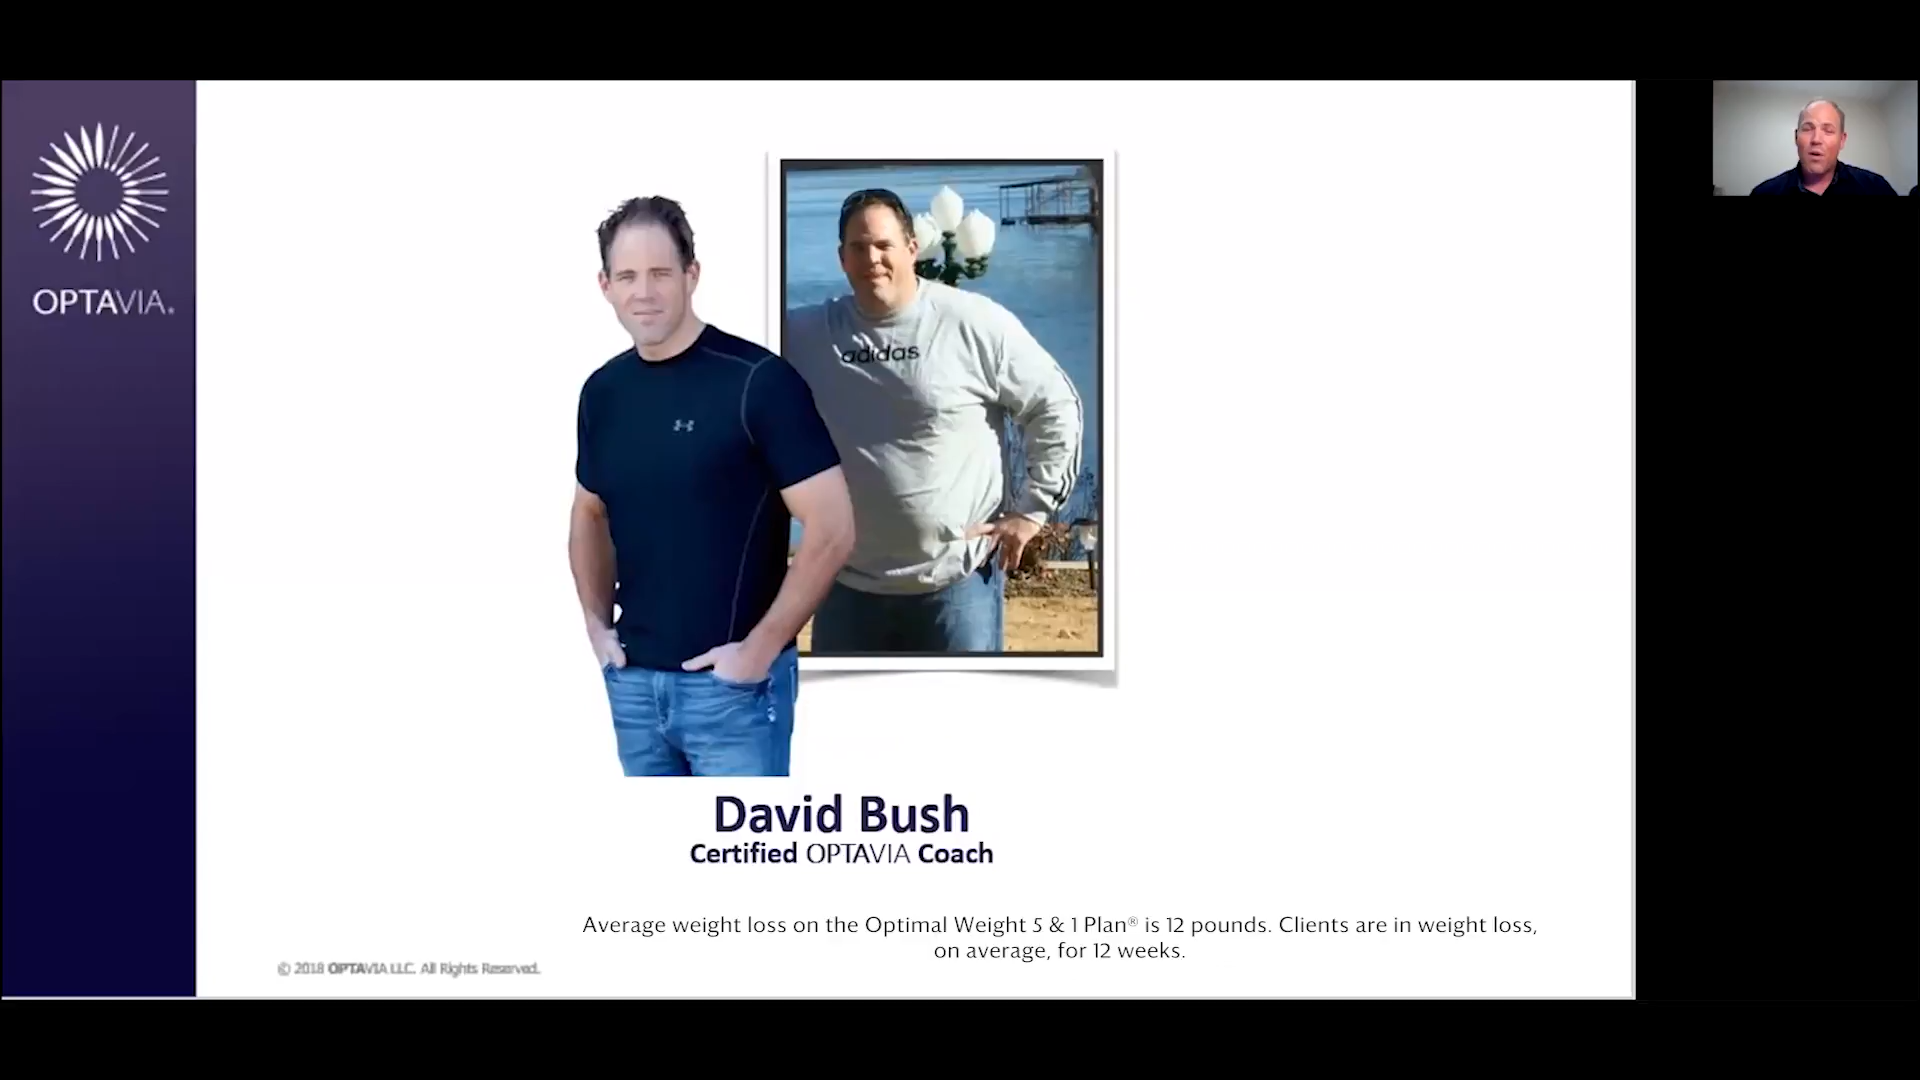 OPTAVIA®
adidas
David Bush
Certified OPTAVIA Coach
Average weight loss on the Optimal Weight 5 & 1 Plan® is 12 pounds. Clients are in weight loss,
on average, for 12 weeks.
© 2018 OPTAVIA LLC. All Rights Reserved.